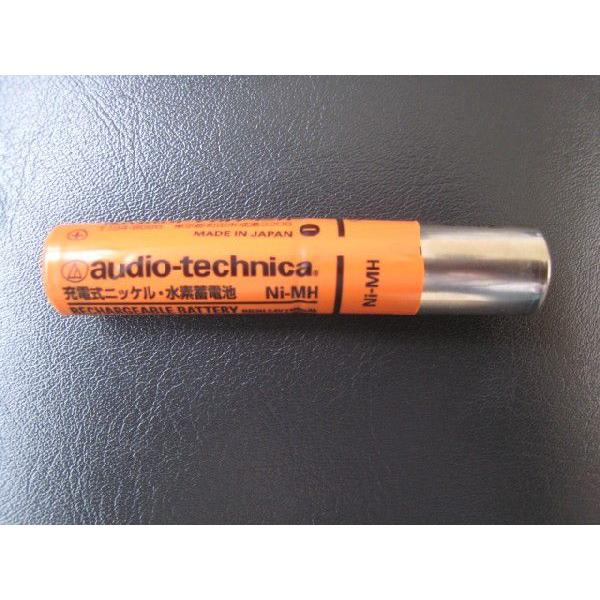 MADE IN JAPAN
audio-technica®
充電式ニッケル・水素蓄電池 Ni-MH
RECHARGEABLE BATTERY
Ni-MH